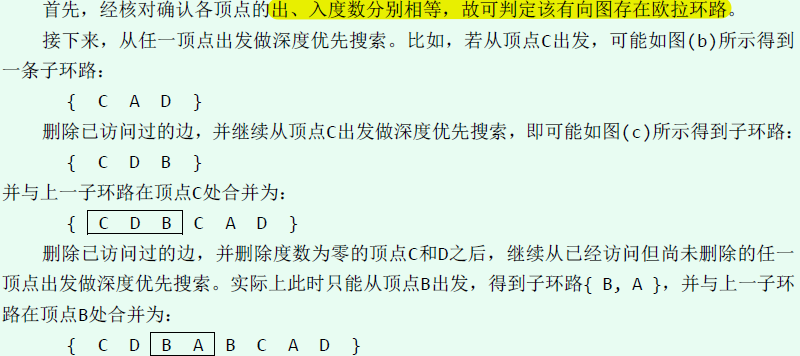 首先，经核对确认各顶点的出、入度数分别相等，故可判定该有向图存在欧拉环路。
接下来，从任一顶点出发做深度优先搜索。比如，若从顶点C出发，可能如图(b)所示得到
一条子环路：
{ C A D }
删除已访问过的边，并继续从顶点C出发做深度优先搜索，即可能如图(c)所示得到子环路：
{ C D B }
并与上一子环路在顶点C处合并为：
{ C D B C A D }
删除已访问过的边，并删除度数为零的顶点C和D之后，继续从已经访问但尚未删除的任一
顶点出发做深度优先搜索。实际上此时只能从顶点B出发，得到子环路{ B, A }，并与上一子环
路在顶点B处合并为：
{ C D B A B C A D }